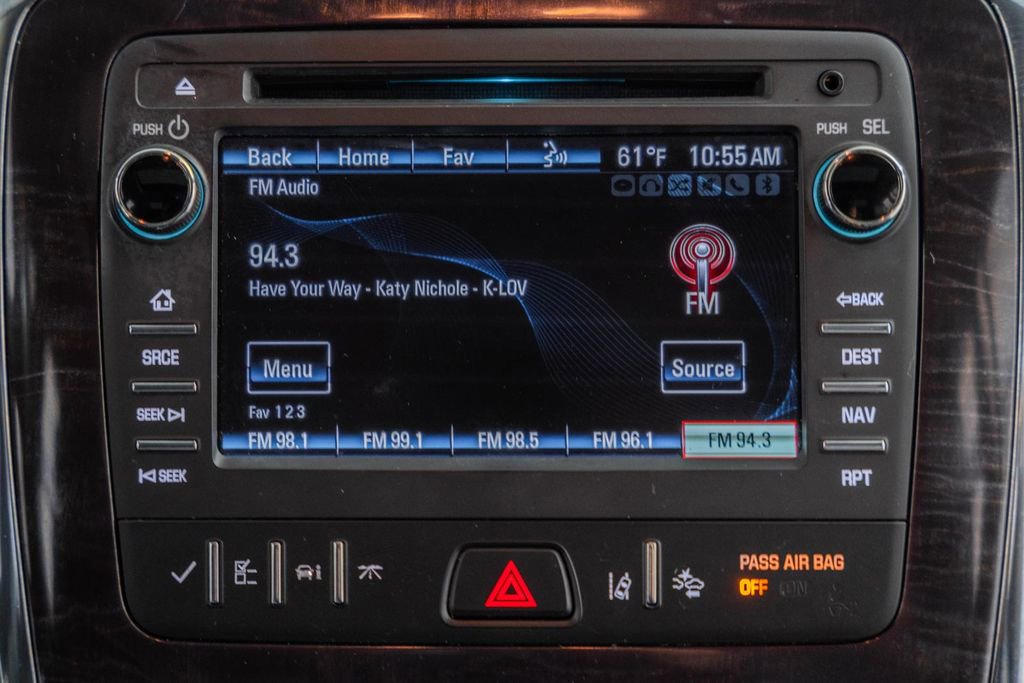 PUSH
PUSH SEL
Back Home Fav 61°F 10:55 AM
FM Audio
94.3
Have Your Way - Katy Nichole - K-LOV
FM
BACK
SRCE
DEST
Menu
Source
SEEK
NAV
Fav 1 2 3
FM 98.1 FM 99.1 FM 98.5 FM 96.1 FM 94.3
SEEK
RPT
PASS AIR BAG
OFF ON